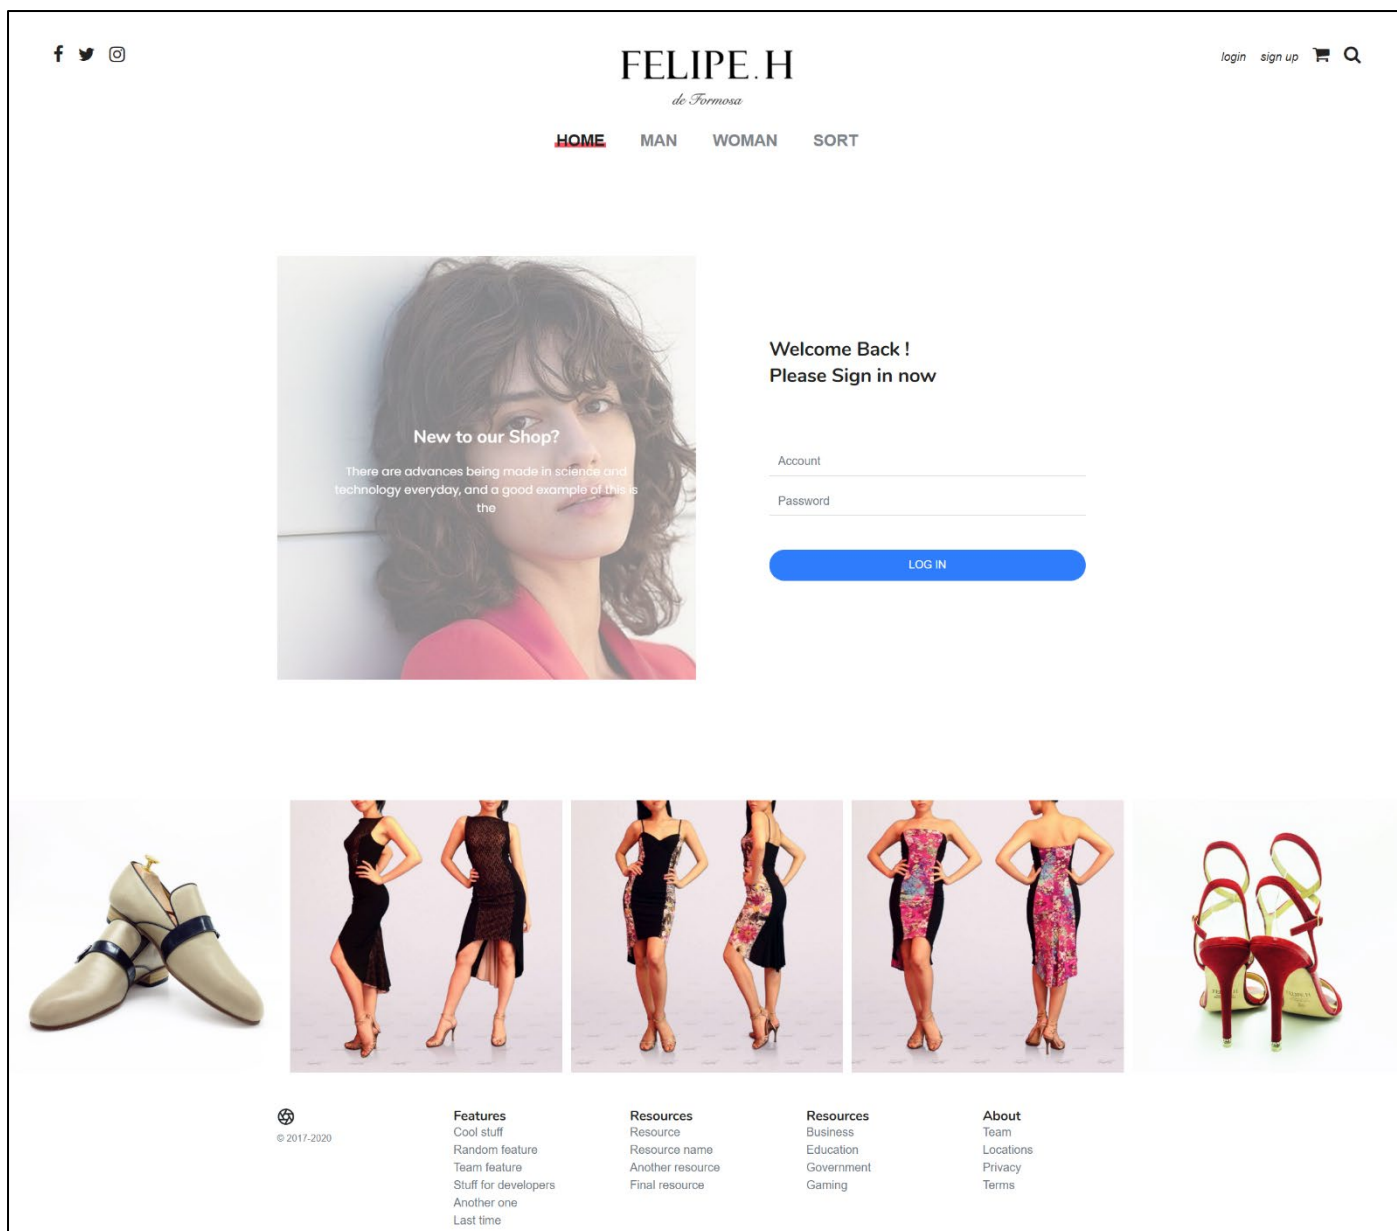 login sign up
FELIPE.H
de Formosa
HOME MAN WOMAN SORT
New to our Shop?
There are advances being made in science and
technology everyday, and a good example of this is
the
Welcome Back !
Please Sign in now
Account
Password
LOG IN
FELIPE.H
© 2017-2020
Features
Cool stuff
Random feature
Team feature
Stuff for developers
Another one
Last time
Resources
Resource
Resource name
Another resource
Final resource
Resources
Business
Education
Government
Gaming
About
Team
Locations
Privacy
Terms